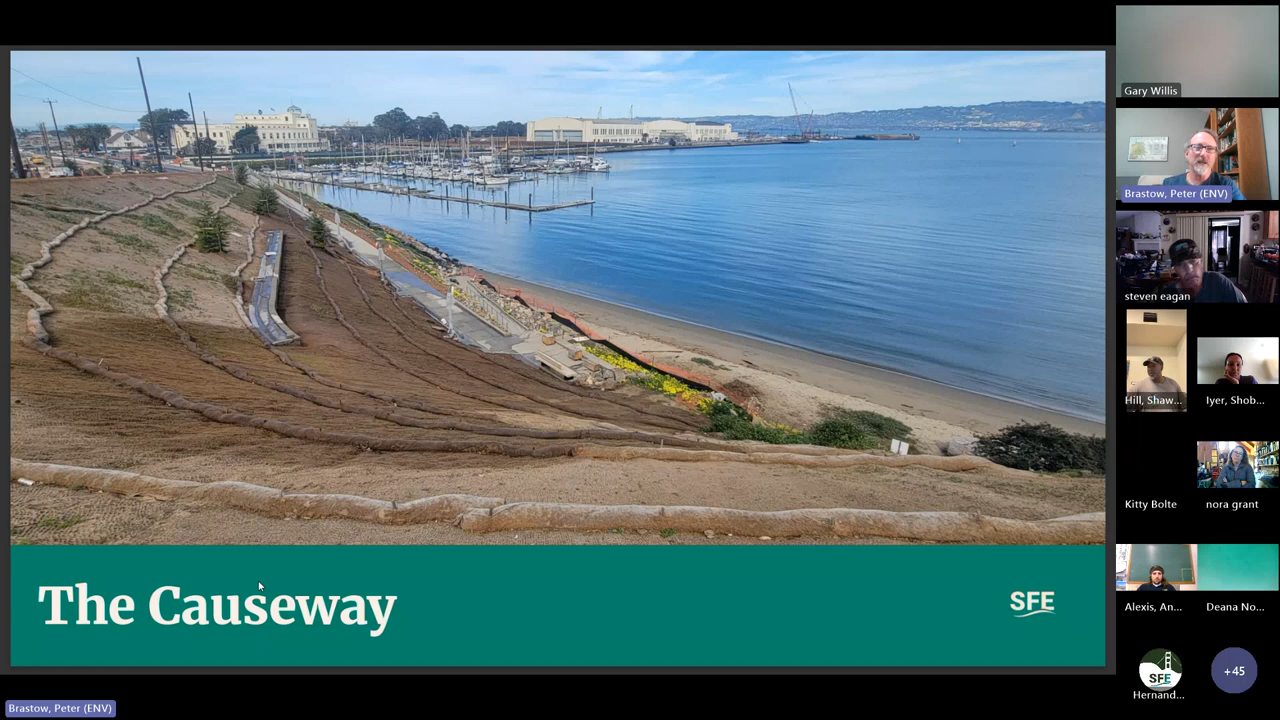 The Causeway
SFE
Brastow, Peter (ENV)
Gary Willis
Brastow, Peter (ENV)
steven eagan
Hill, Shaw...
Iyer, Shob...
Kitty Bolte
nora grant
Alexis, An...
Deana No...
SFE
Hernand...
+45